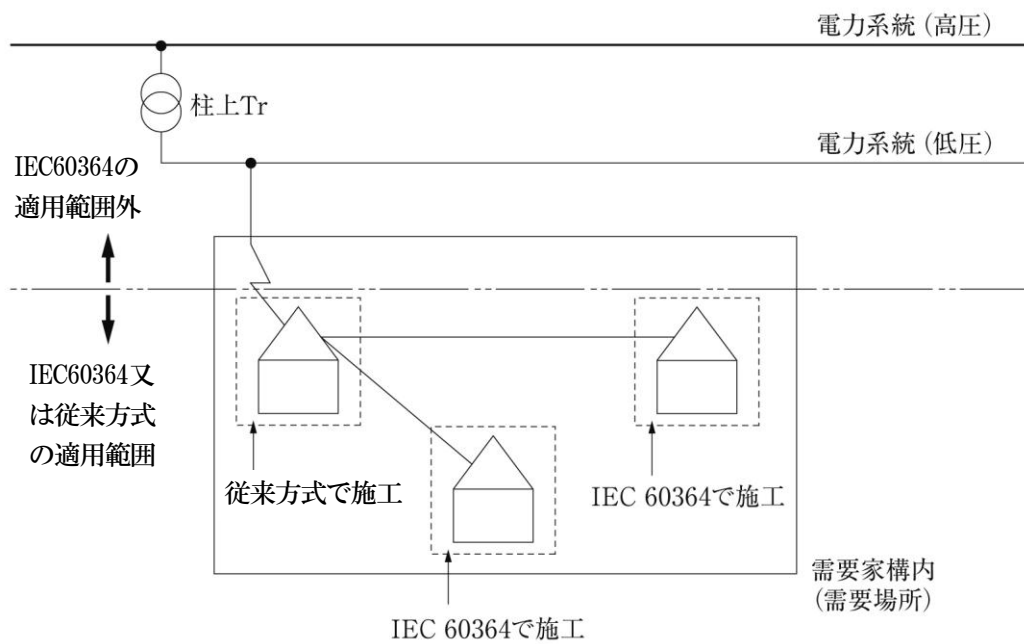 電力系統（高圧）
柱上Tr
電力系統（低圧）
IEC60364の
適用範囲外
IEC60364又
は従来方式
の適用範囲
従来方式で施工
IEC 60364で施工
IEC 60364で施工
需要家構内
（需要場所）